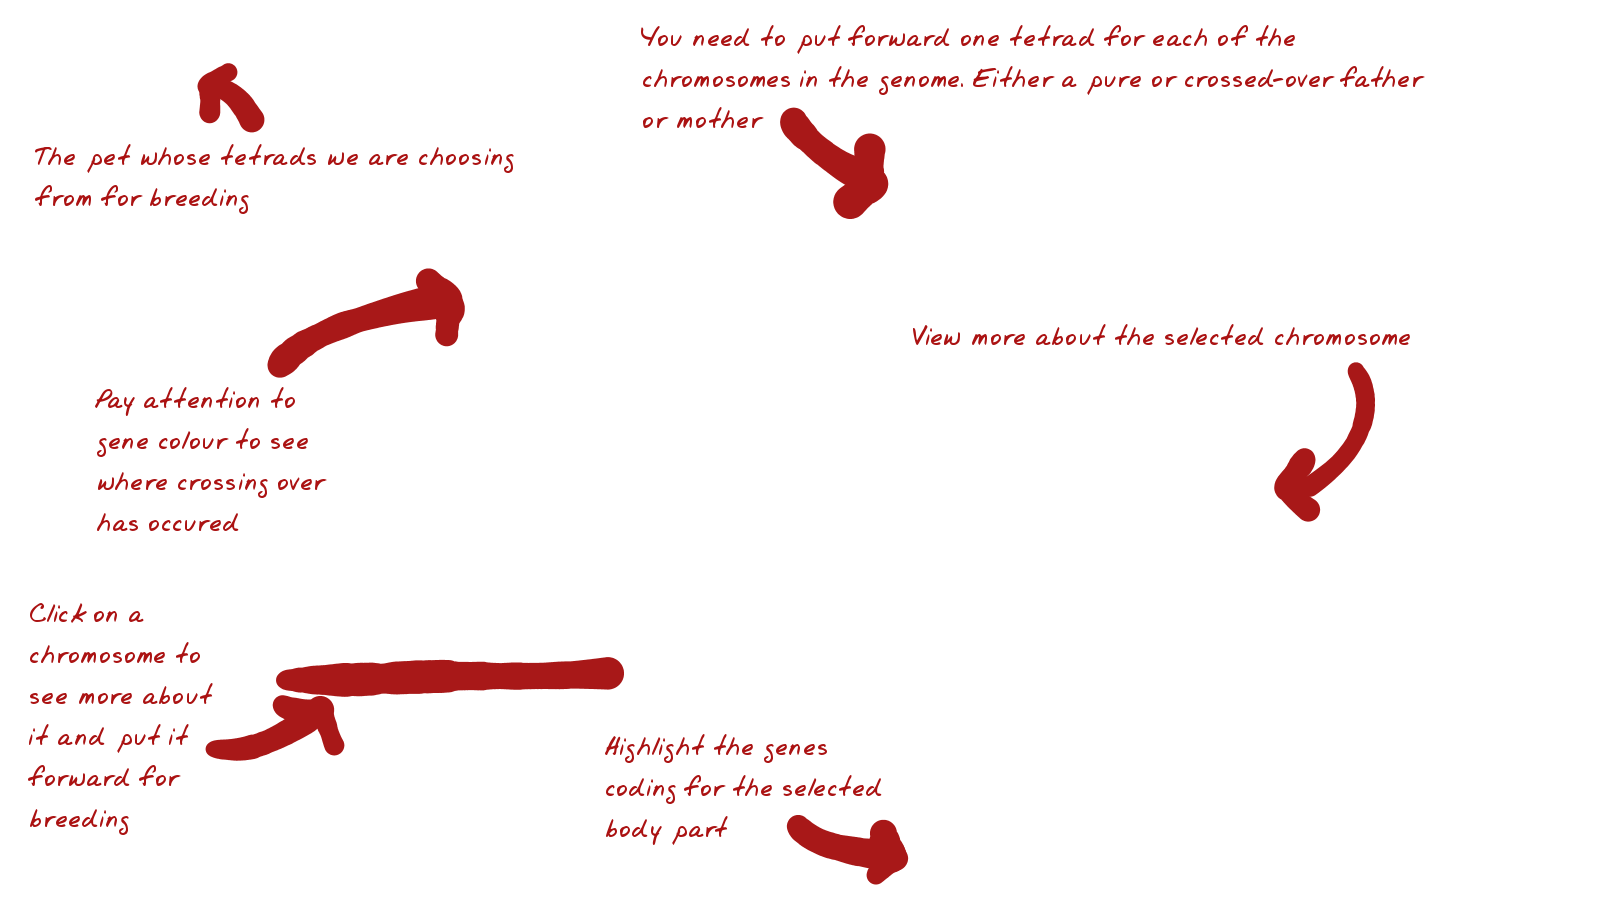 You need to put forward one tetrad for each of the
chromosomes in the genome. Either a pure or crossed-over father
or mother
The pet whose tetrads we are choosing
from for breeding
View more about the selected chromosome
Pay attention to
gene colour to see
where crossing over
has occured
Click on a
chromosome to
see more about
it and put it
forward for
breeding
Highlight the genes
coding for the selected
body part